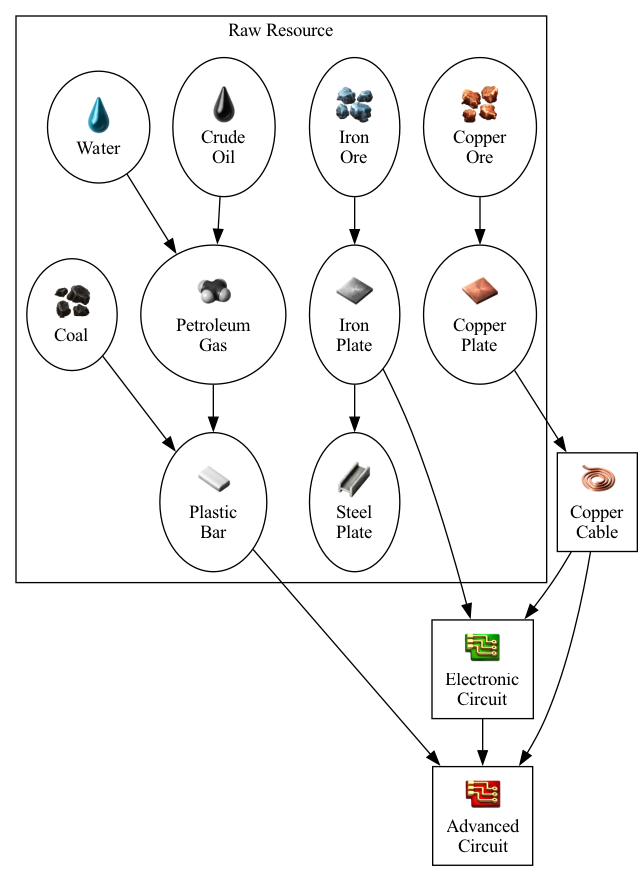 Raw Resource
Water
Crude
Oil
Iron
Ore
Copper
Ore
Coal
Petroleum
Gas
Iron
Plate
Copper
Plate
Plastic
Bar
Steel
Plate
Copper
Cable
Electronic
Circuit
Advanced
Circuit